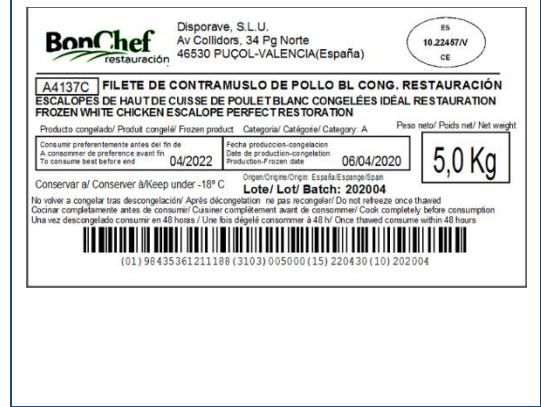 BonChef
restauración
Disporave, S.L.U.
Av Collidors, 34 Pg Norte
46530 PUÇOL-VALENCIA(España)
ES
10.22457/V
CE
A4137C FILETE DE CONTRAMUSLO DE POLLO BL CONG. RESTAURACIÓN
ESCALOPES DE HAUT DE CUISSE DE POULET BLANC CONGELÉES IDÉAL RESTAURATION
FROZEN WHITE CHICKEN ESCALOPE PERFECT RESTORATION
Producto congelado/ Produit congelé/ Frozen product Categoria/ Catégorie/ Category: A
Peso neto/ Poids net/ Net weight
5,0 Kg
Consumir preferentemente antes del fin de
A consommer de preference avant fin
To consume best before end 04/2022
Fecha produccion-congelacion
Date de production-congelation
Production-Frozen date 06/04/2020
Conservar a/ Conserver à/Keep under -18º C
Origen/Origine/Origin: España/Espange/Spain
Lote/ Lot/ Batch: 202004
No volver a congelar tras descongelación/ Après décongelation ne pas recongeler/ Do not refreeze once thawed
Cocinar completamente antes de consumir/ Cuisiner complètement avant de consommer/ Cook completely before consumption
Una vez descongelado consumir en 48 horas / Une fois dégelé consommer à 48 h/ Once thawed consume within 48 hours
(01)98435361211188(3103)005000(15)220430(10)202004